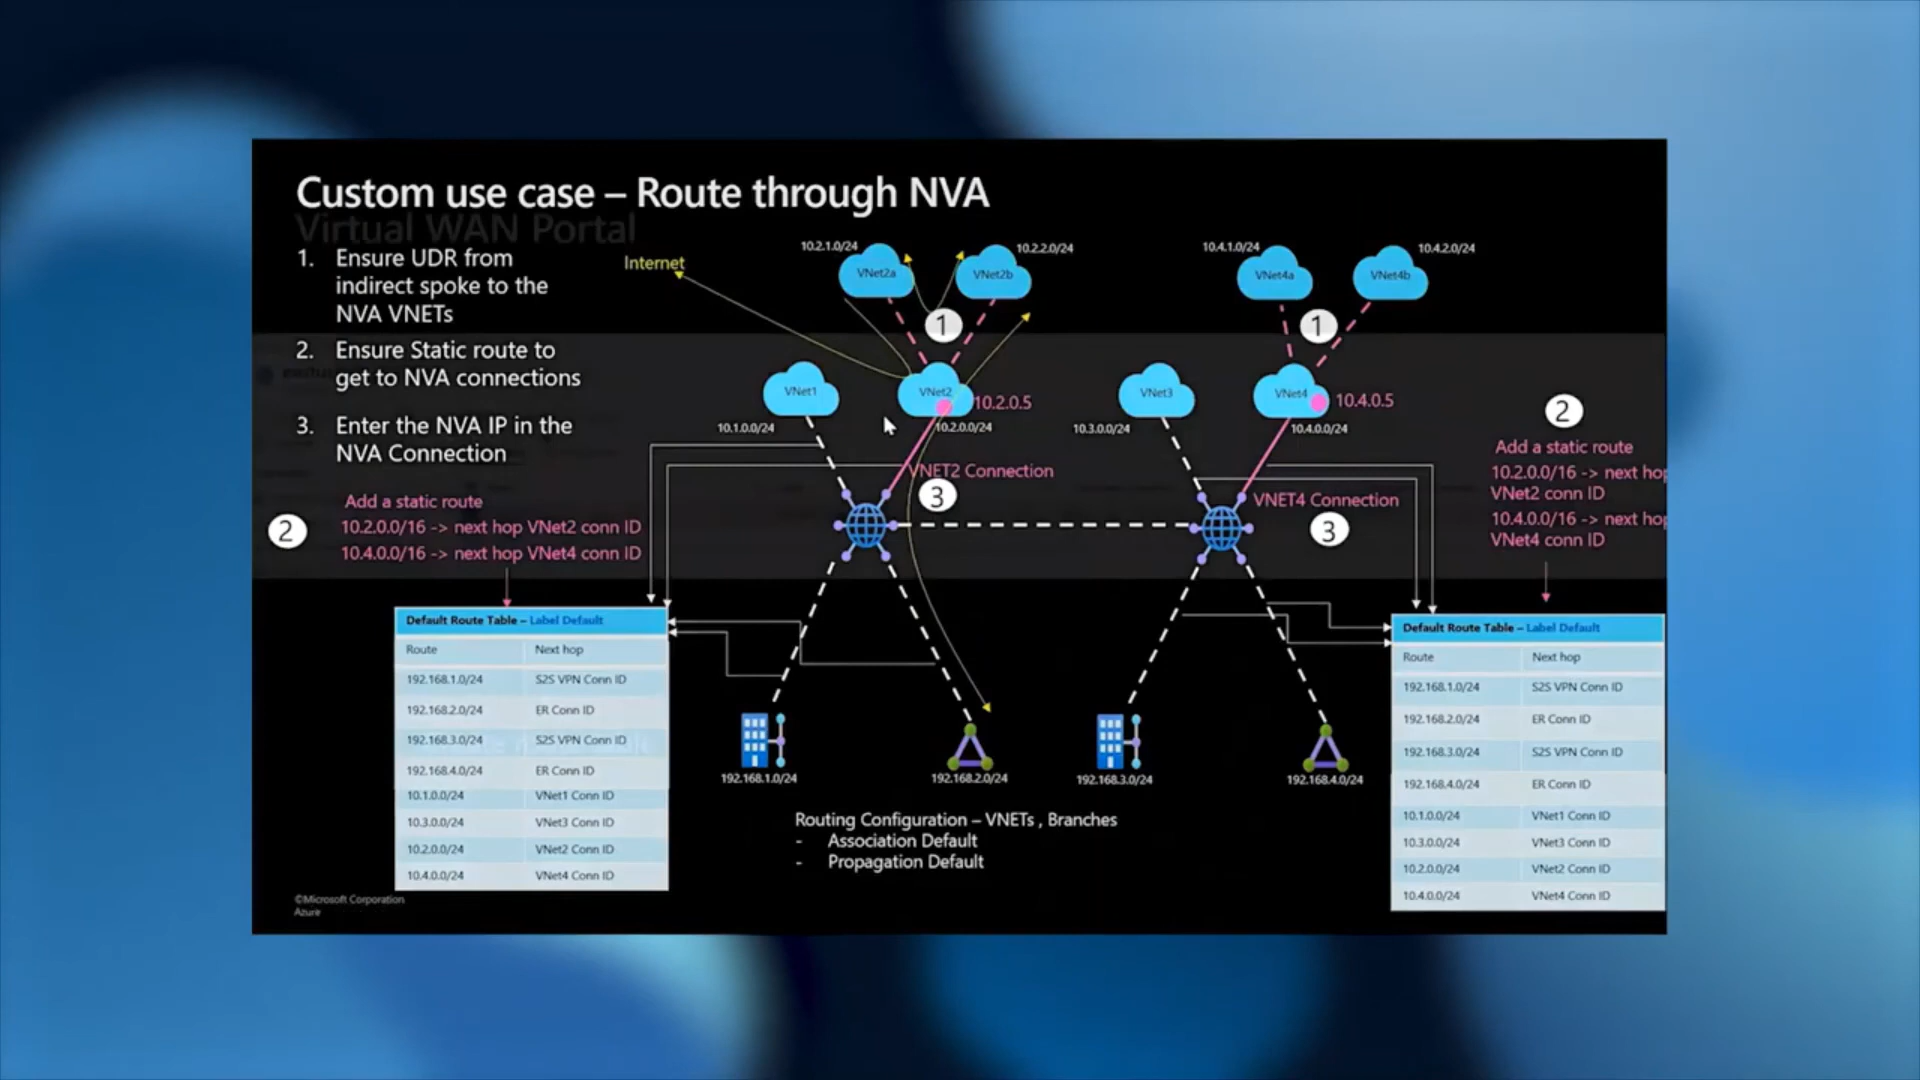 Custom use case – Route through NVA
Virtual WAN Portal
1. Ensure UDR from
indirect spoke to the
NVA VNETs
2. Ensure Static route to
get to NVA connections
3. Enter the NVA IP in the
NVA Connection
Internet
10.2.1.0/24
VNet2a
VNet2b
10.2.2.0/24
1
VNet1
10.1.0.0/24
VNet2
10.2.0.5
10.2.0.0/24
VNET2 Connection
3
10.4.1.0/24
VNet4a
VNet4b
10.4.2.0/24
1
VNet3
10.3.0.0/24
VNet4
10.4.0.5
10.4.0.0/24
VNET4 Connection
3
2
Add a static route
10.2.0.0/16 -> next hop VNet2 conn ID
10.4.0.0/16 -> next hop VNet4 conn ID
2
Add a static route
10.2.0.0/16 -> next hop
VNet2 conn ID
10.4.0.0/16 -> next hop
VNet4 conn ID
Default Route Table – Label Default
Route Next hop
192.168.1.0/24 S2S VPN Conn ID
192.168.2.0/24 ER Conn ID
192.168.3.0/24 S2S VPN Conn ID
192.168.4.0/24 ER Conn ID
10.1.0.0/24 VNet1 Conn ID
10.3.0.0/24 VNet3 Conn ID
10.2.0.0/24 VNet2 Conn ID
10.4.0.0/24 VNet4 Conn ID
192.168.1.0/24
192.168.2.0/24
192.168.3.0/24
192.168.4.0/24
Routing Configuration – VNETs , Branches
- Association Default
- Propagation Default
Default Route Table – Label Default
Route Next hop
192.168.1.0/24 S2S VPN Conn ID
192.168.2.0/24 ER Conn ID
192.168.3.0/24 S2S VPN Conn ID
192.168.4.0/24 ER Conn ID
10.1.0.0/24 VNet1 Conn ID
10.3.0.0/24 VNet3 Conn ID
10.2.0.0/24 VNet2 Conn ID
10.4.0.0/24 VNet4 Conn ID
©Microsoft Corporation
Azure